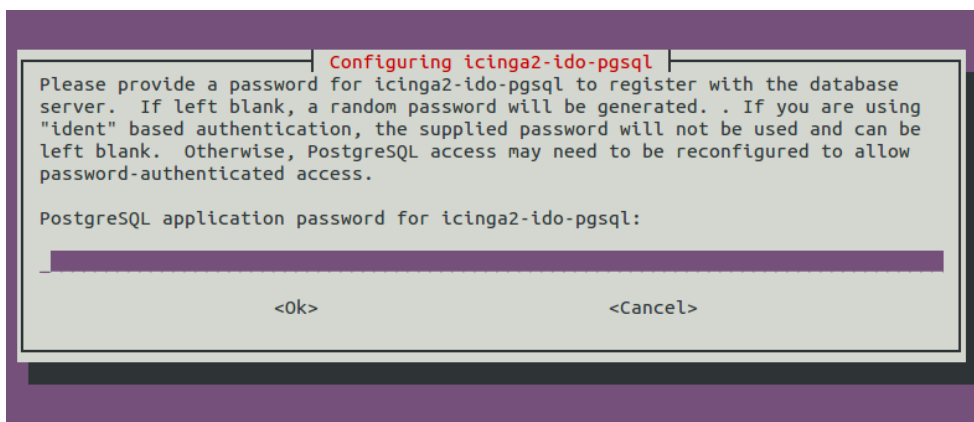 Configuring icinga2-ido-pgsql
Please provide a password for icinga2-ido-pgsql to register with the database
server.  If left blank, a random password will be generated. . If you are using
"ident" based authentication, the supplied password will not be used and can be
left blank.  Otherwise, PostgreSQL access may need to be reconfigured to allow
password-authenticated access.
PostgreSQL application password for icinga2-ido-pgsql:
<Ok> <Cancel>